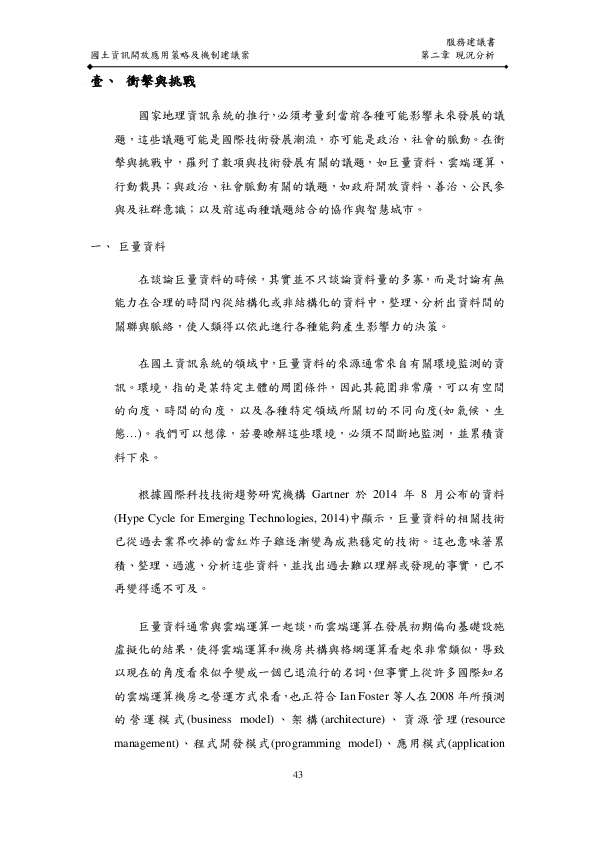 服務建議書
國土資訊開放應用策略及機制建議案
第二章 現況分析
壹、 衝擊與挑戰
國家地理資訊系統的推行，必須考量到當前各種可能影響未來發展的議
題，這些議題可能是國際技術發展潮流，亦可能是政治、社會的脈動。在衝
擊與挑戰中，羅列了數項與技術發展有關的議題，如巨量資料、雲端運算、
行動載具；與政治、社會脈動有關的議題，如政府開放資料、善治、公民參
與及社群意識；以及前述兩種議題結合的協作與智慧城市。
一、 巨量資料
在談論巨量資料的時候，其實並不只談論資料量的多寡，而是討論有無
能力在合理的時間內從結構化或非結構化的資料中，整理、分析出資料間的
關聯與脈絡，使人類得以依此進行各種能夠產生影響力的決策。
在國土資訊系統的領域中，巨量資料的來源通常來自有關環境監測的資
訊。環境，指的是某特定主體的周圍條件，因此其範圍非常廣，可以有空間
的向度、時間的向度，以及各種特定領域所關切的不同向度(如氣候、生
態…)。我們可以想像，若要瞭解這些環境，必須不間斷地監測，並累積資
料下來。
根據國際科技技術趨勢研究機構 Gartner 於 2014 年 8 月公布的資料
(Hype Cycle for Emerging Technologies, 2014)中顯示，巨量資料的相關技術
已從過去業界吹捧的當紅炸子雞逐漸變為成熟穩定的技術。這也意味著累
積、整理、過濾、分析這些資料，並找出過去難以理解或發現的事實，已不
再變得遙不可及。
巨量資料通常與雲端運算一起談，而雲端運算在發展初期偏向基礎設施
虛擬化的結果，使得雲端運算和機房共構與格網運算看起來非常類似，導致
以現在的角度看來似乎變成一個已退流行的名詞，但事實上從許多國際知名
的雲端運算機房之營運方式來看，也正符合 Ian Foster 等人在 2008 年所預測
的營運模式(business model)、架構(architecture)、資源管理(resource
management)、程式開發模式(programming model)、應用模式(application
43